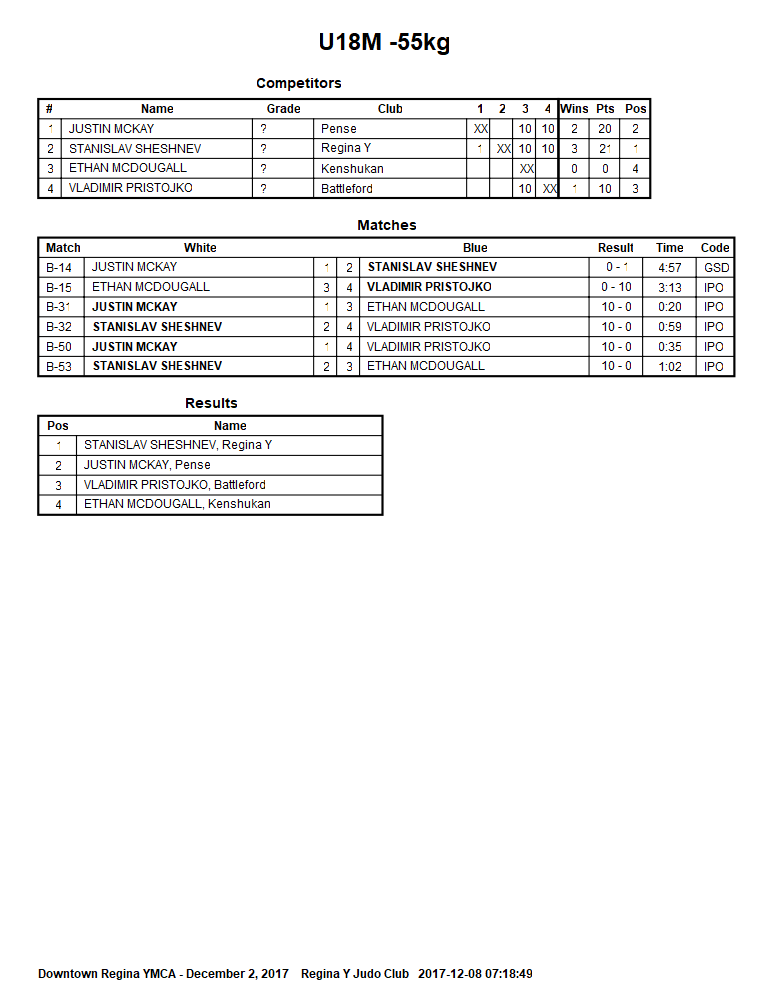 U18M -55kg
Competitors
# Name Grade Club 1 2 3 4 Wins Pts Pos
1 JUSTIN MCKAY ? Pense XX 10 10 2 20 2
2 STANISLAV SHESHNEV ? Regina Y 1 XX 10 10 3 21 1
3 ETHAN MCDOUGALL ? Kenshukan XX 0 0 4
4 VLADIMIR PRISTOJKO ? Battleford 10 XX 1 10 3
Matches
Match White Blue Result Time Code
B-14 JUSTIN MCKAY 1 2 STANISLAV SHESHNEV 0 - 1 4:57 GSD
B-15 ETHAN MCDOUGALL 3 4 VLADIMIR PRISTOJKO 0 - 10 3:13 IPO
B-31 JUSTIN MCKAY 1 3 ETHAN MCDOUGALL 10 - 0 0:20 IPO
B-32 STANISLAV SHESHNEV 2 4 VLADIMIR PRISTOJKO 10 - 0 0:59 IPO
B-50 JUSTIN MCKAY 1 4 VLADIMIR PRISTOJKO 10 - 0 0:35 IPO
B-53 STANISLAV SHESHNEV 2 3 ETHAN MCDOUGALL 10 - 0 1:02 IPO
Results
Pos Name
1 STANISLAV SHESHNEV, Regina Y
2 JUSTIN MCKAY, Pense
3 VLADIMIR PRISTOJKO, Battleford
4 ETHAN MCDOUGALL, Kenshukan
Downtown Regina YMCA - December 2, 2017 Regina Y Judo Club 2017-12-08 07:18:49